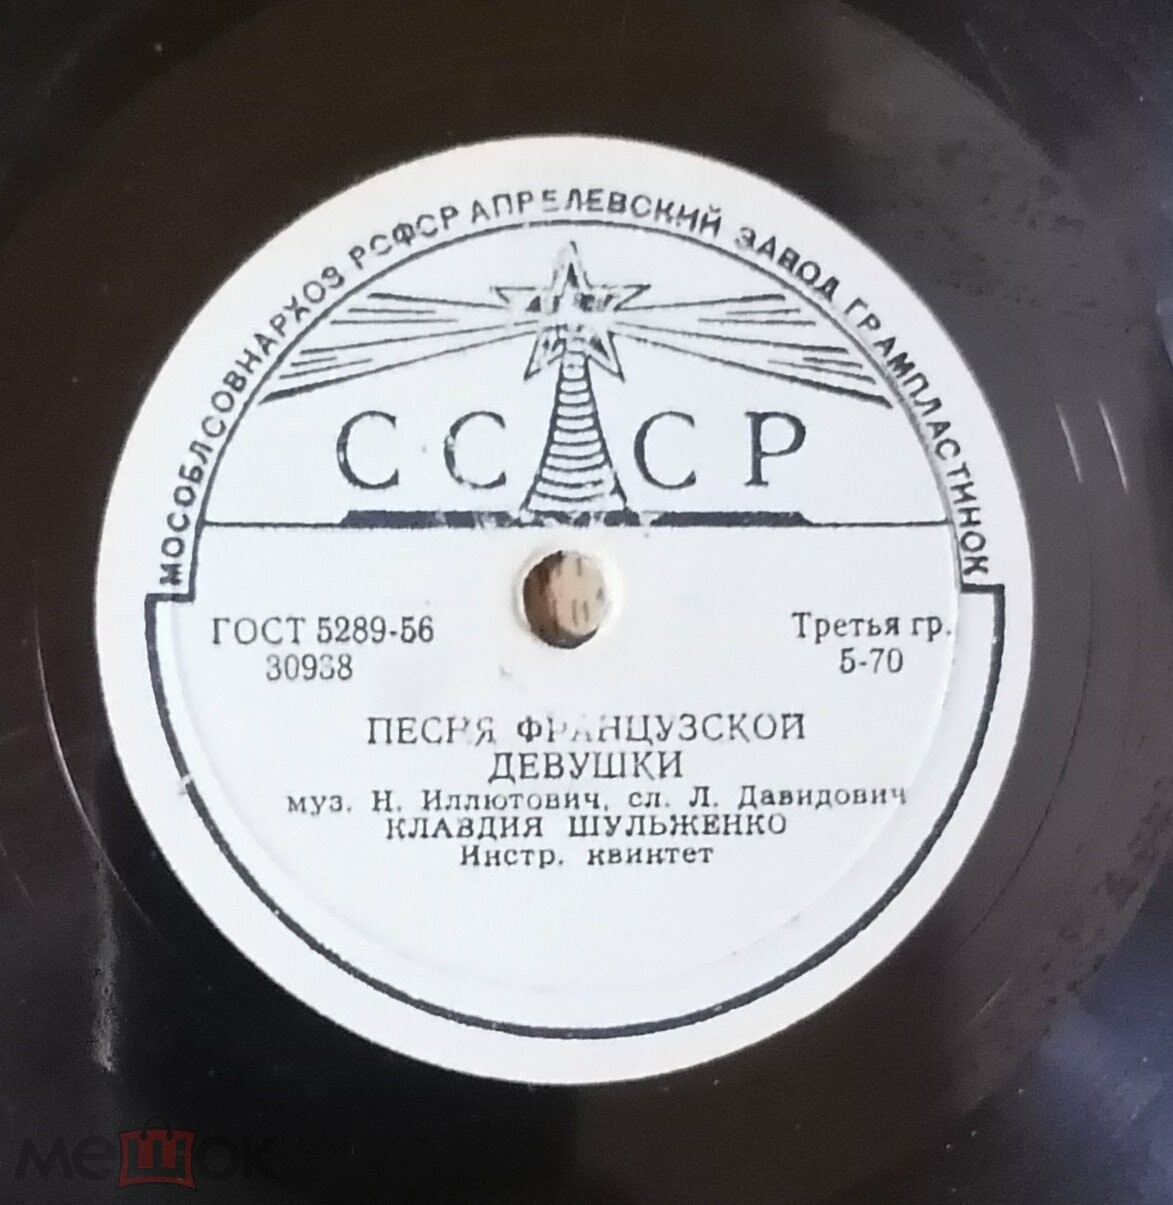 МОСОБЛСОВНАРХОЗ РСФСР АПРЕЛЕВСКИЙ ЗАВОД ГРАМПЛАСТИНОК
СССР
ГОСТ 5289-56
30938
Третья гр.
5-70
ПЕСНЯ ФРАНЦУЗСКОЙ
ДЕВУШКИ
муз. Н. Иллютович, сл. Л. Давидович
КЛАВДИЯ ШУЛЬЖЕНКО
Инстр. квинтет
мешок